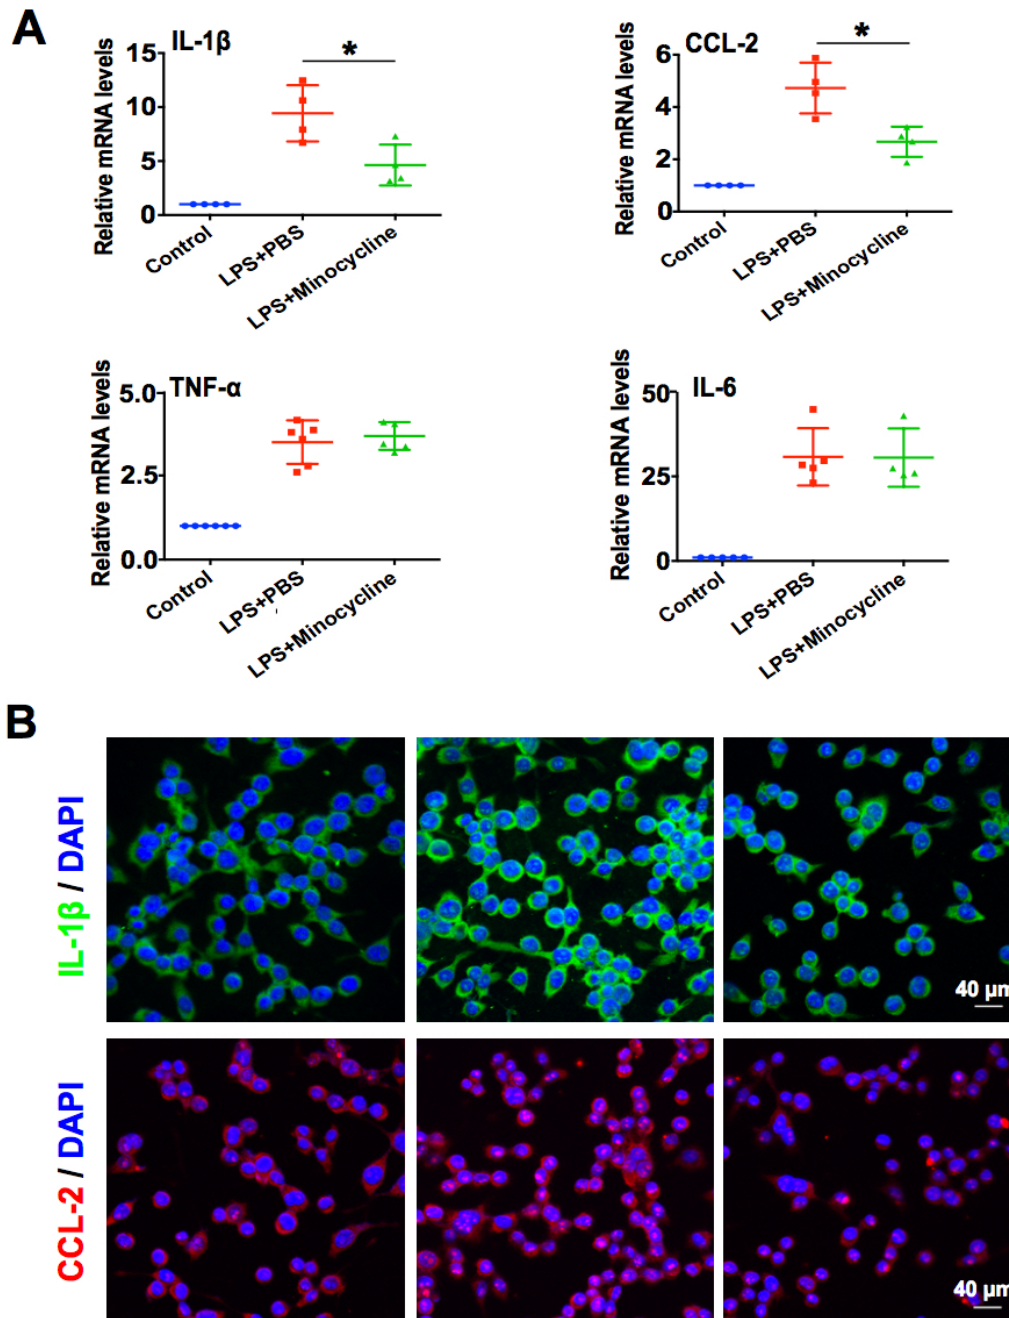 A
IL-1β
*
Relative mRNA levels
15
10
5
0
Control
LPS+PBS
LPS+Minocycline
CCL-2
*
Relative mRNA levels
6
4
2
0
Control
LPS+PBS
LPS+Minocycline
TNF-α
Relative mRNA levels
5.0
2.5
0.0
Control
LPS+PBS
LPS+Minocycline
IL-6
Relative mRNA levels
50
25
0
Control
LPS+PBS
LPS+Minocycline
B
IL-1β / DAPI
40 µm
CCL-2 / DAPI
40 µm